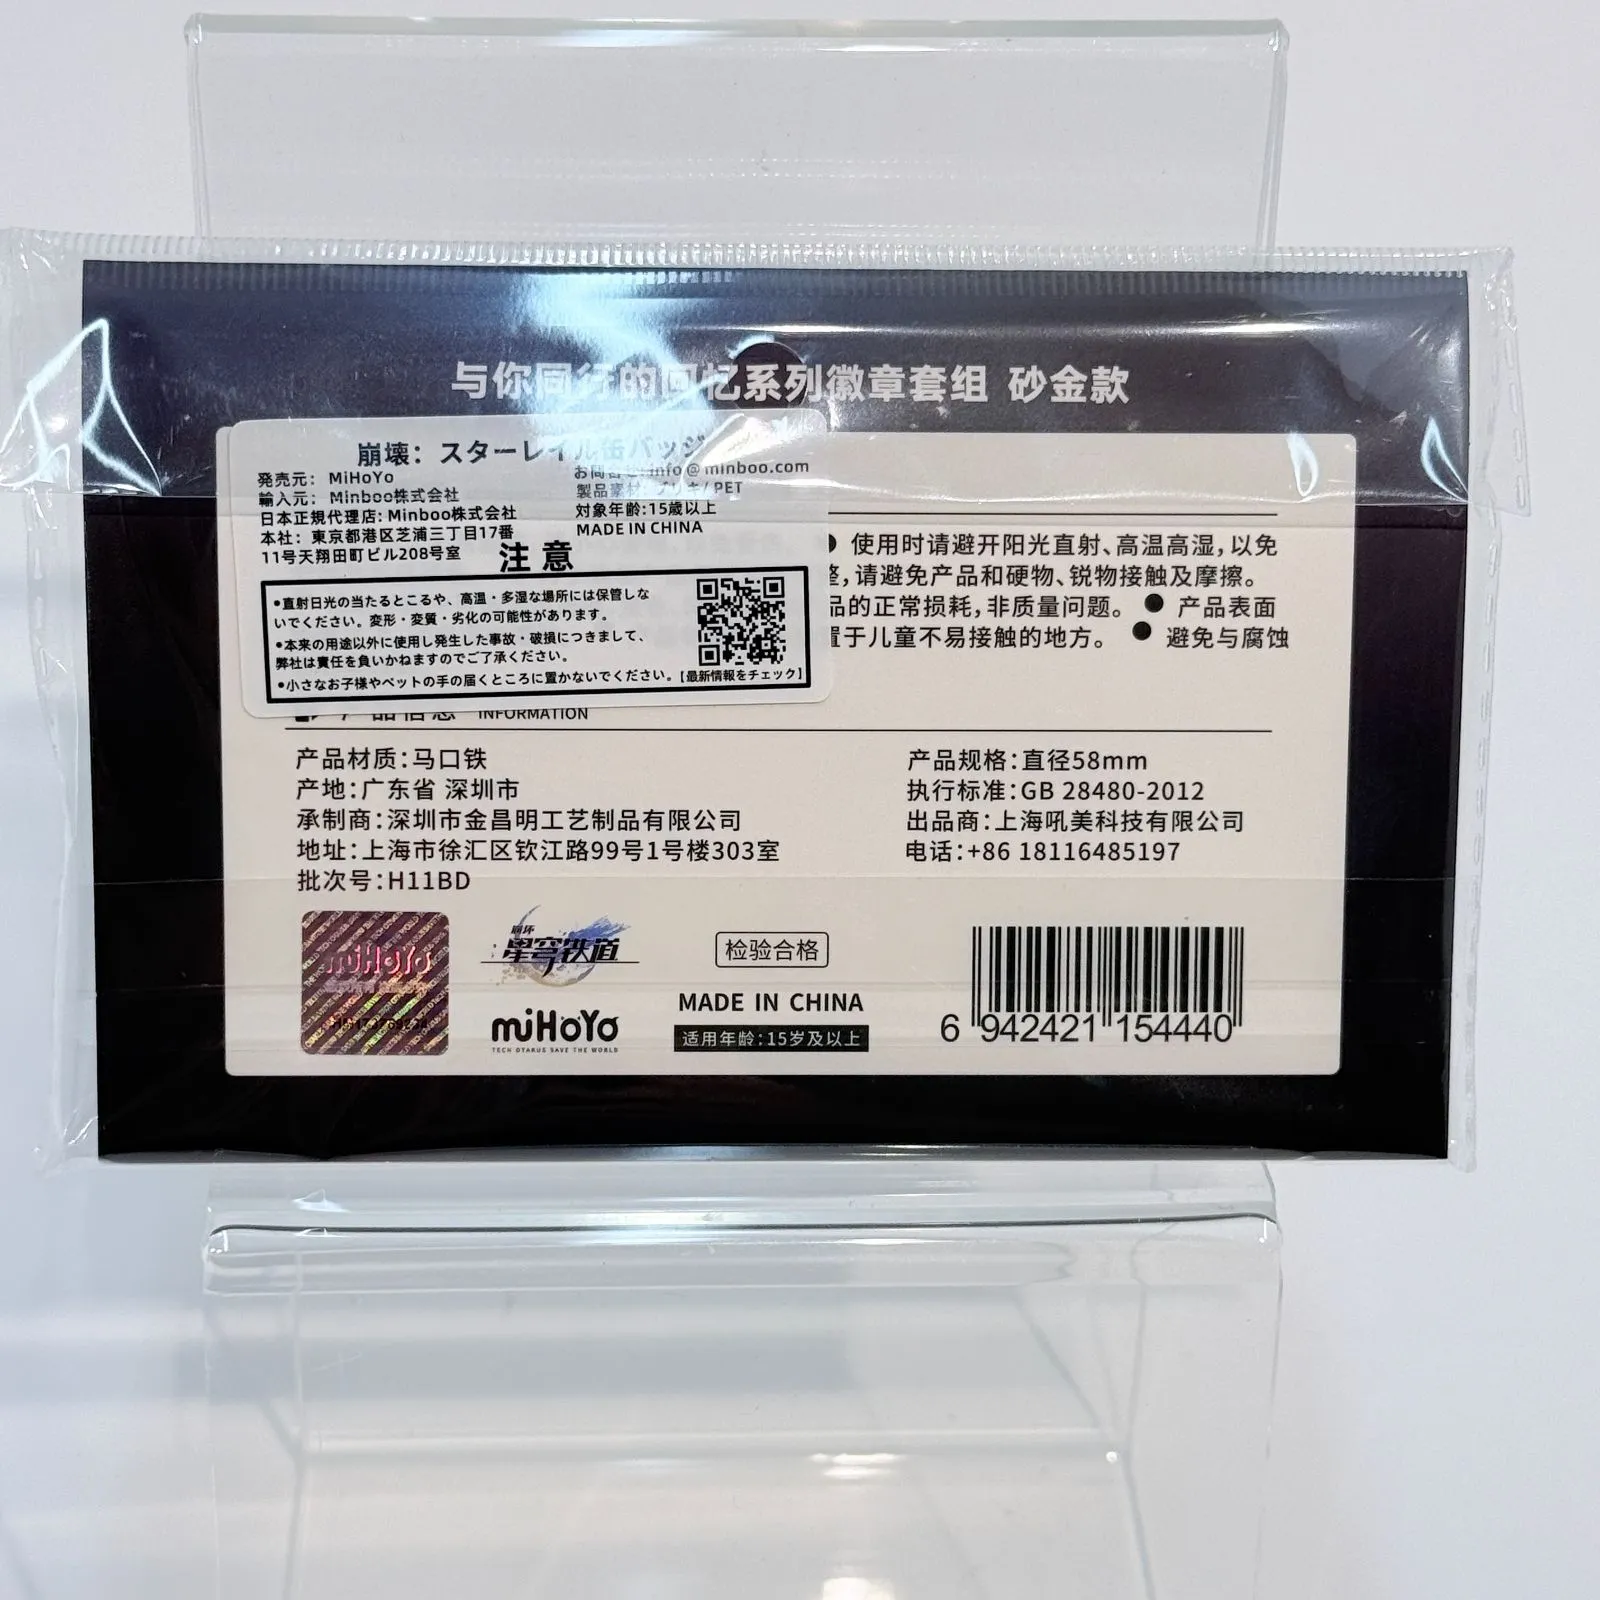 与你同行的回忆系列徽章套组 砂金款
崩壊：スターレイル缶バッジ
発売元： MiHoYo
輸入元： Minboo株式会社
日本正規代理店: Minboo株式会社
本社： 東京都港区芝浦三丁目17番
11号天翔田町ビル208号室
info@minboo.com
製品素材 ブリキ/PET
対象年齢:15歳以上
MADE IN CHINA
注意
•直射日光の当たるところや、高温・多湿な場所には保管しな
いでください。変形・変質・劣化の可能性があります。
•本来の用途以外に使用し発生した事故・破損につきまして、
弊社は責任を負いかねますのでご了承ください。
•小さなお子様やペットの手の届くところに置かないでください。【最新情報をチェック】
● 使用时请避开阳光直射、高温高湿,以免
,请避免产品和硬物、锐物接触及摩擦。
品的正常损耗,非质量问题。 ● 产品表面
置于儿童不易接触的地方。 ● 避免与腐蚀
产品信息 INFORMATION
产品材质:马口铁
产地:广东省 深圳市
承制商:深圳市金昌明工艺制品有限公司
地址:上海市徐汇区钦江路99号1号楼303室
批次号:H11BD
产品规格:直径58mm
执行标准:GB 28480-2012
出品商:上海吼美科技有限公司
电话:+86 18116485197
miHoYo
崩坏
星穹铁道
miHoYo
TECH OTAKUS SAVE THE WORLD
检验合格
MADE IN CHINA
适用年龄:15岁及以上
6 942421 154440